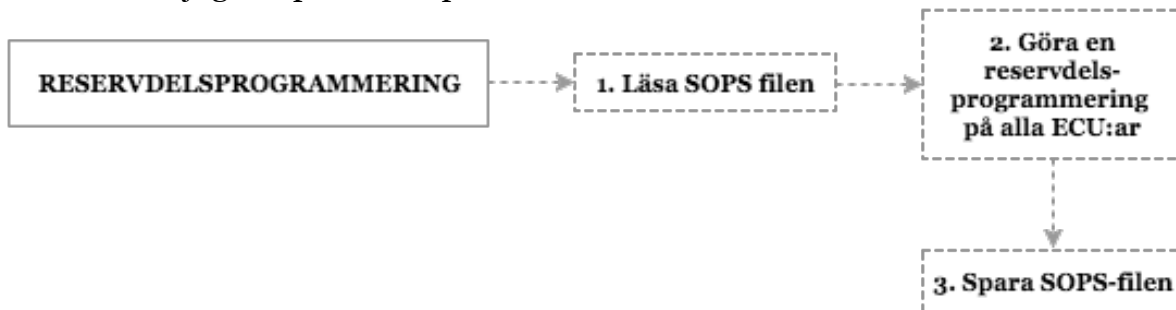 RESERVDELSPROGRAMMERING
1. Läsa SOPS filen
2. Göra en
reservdels-
programmering
på alla ECU:ar
3. Spara SOPS-filen